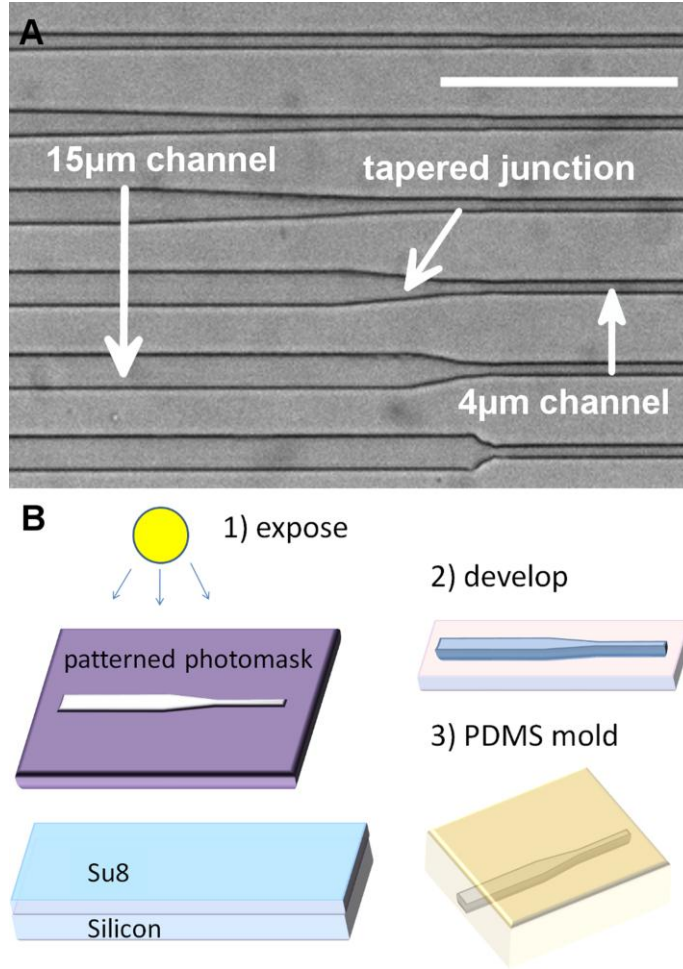 A
15µm channel
tapered junction
4µm channel
B
1) expose
patterned photomask
Su8
Silicon
2) develop
3) PDMS mold